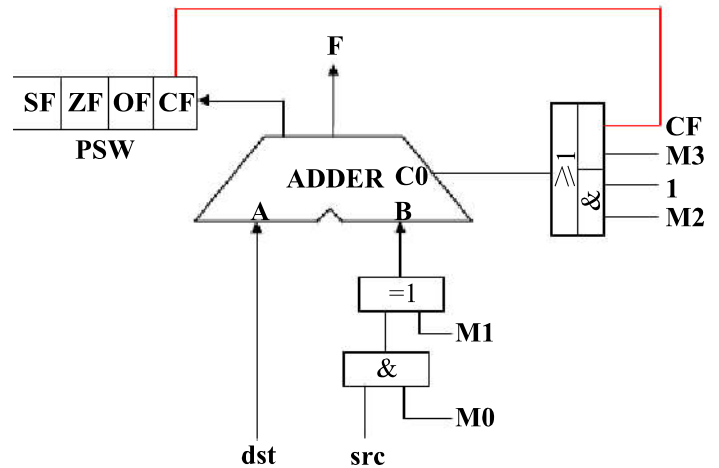 F
SF ZF OF CF
PSW
ADDER C0
A B
≥1
&
CF
M3
1
M2
=1
M1
&
M0
dst src